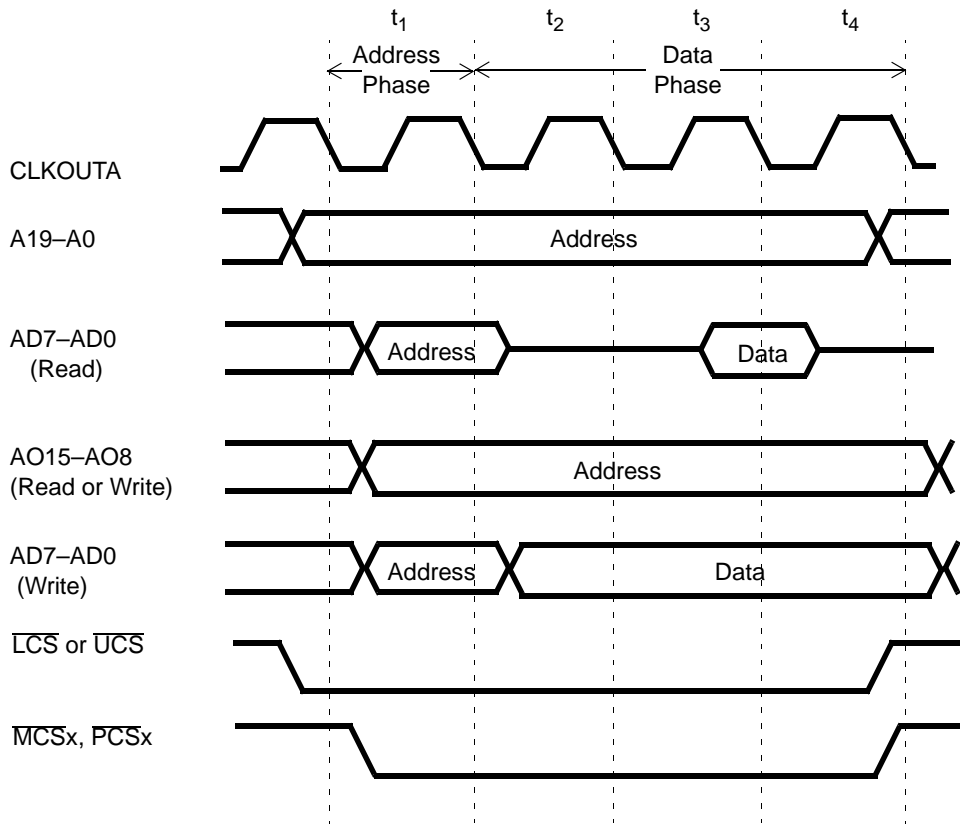 t1 t2 t3 t4
Address Phase
Data Phase
CLKOUTA
A19–A0
Address
AD7–AD0
(Read)
Address
Data
AO15–AO8
(Read or Write)
Address
AD7–AD0
(Write)
Address
Data
LCS or UCS
MCSx, PCSx